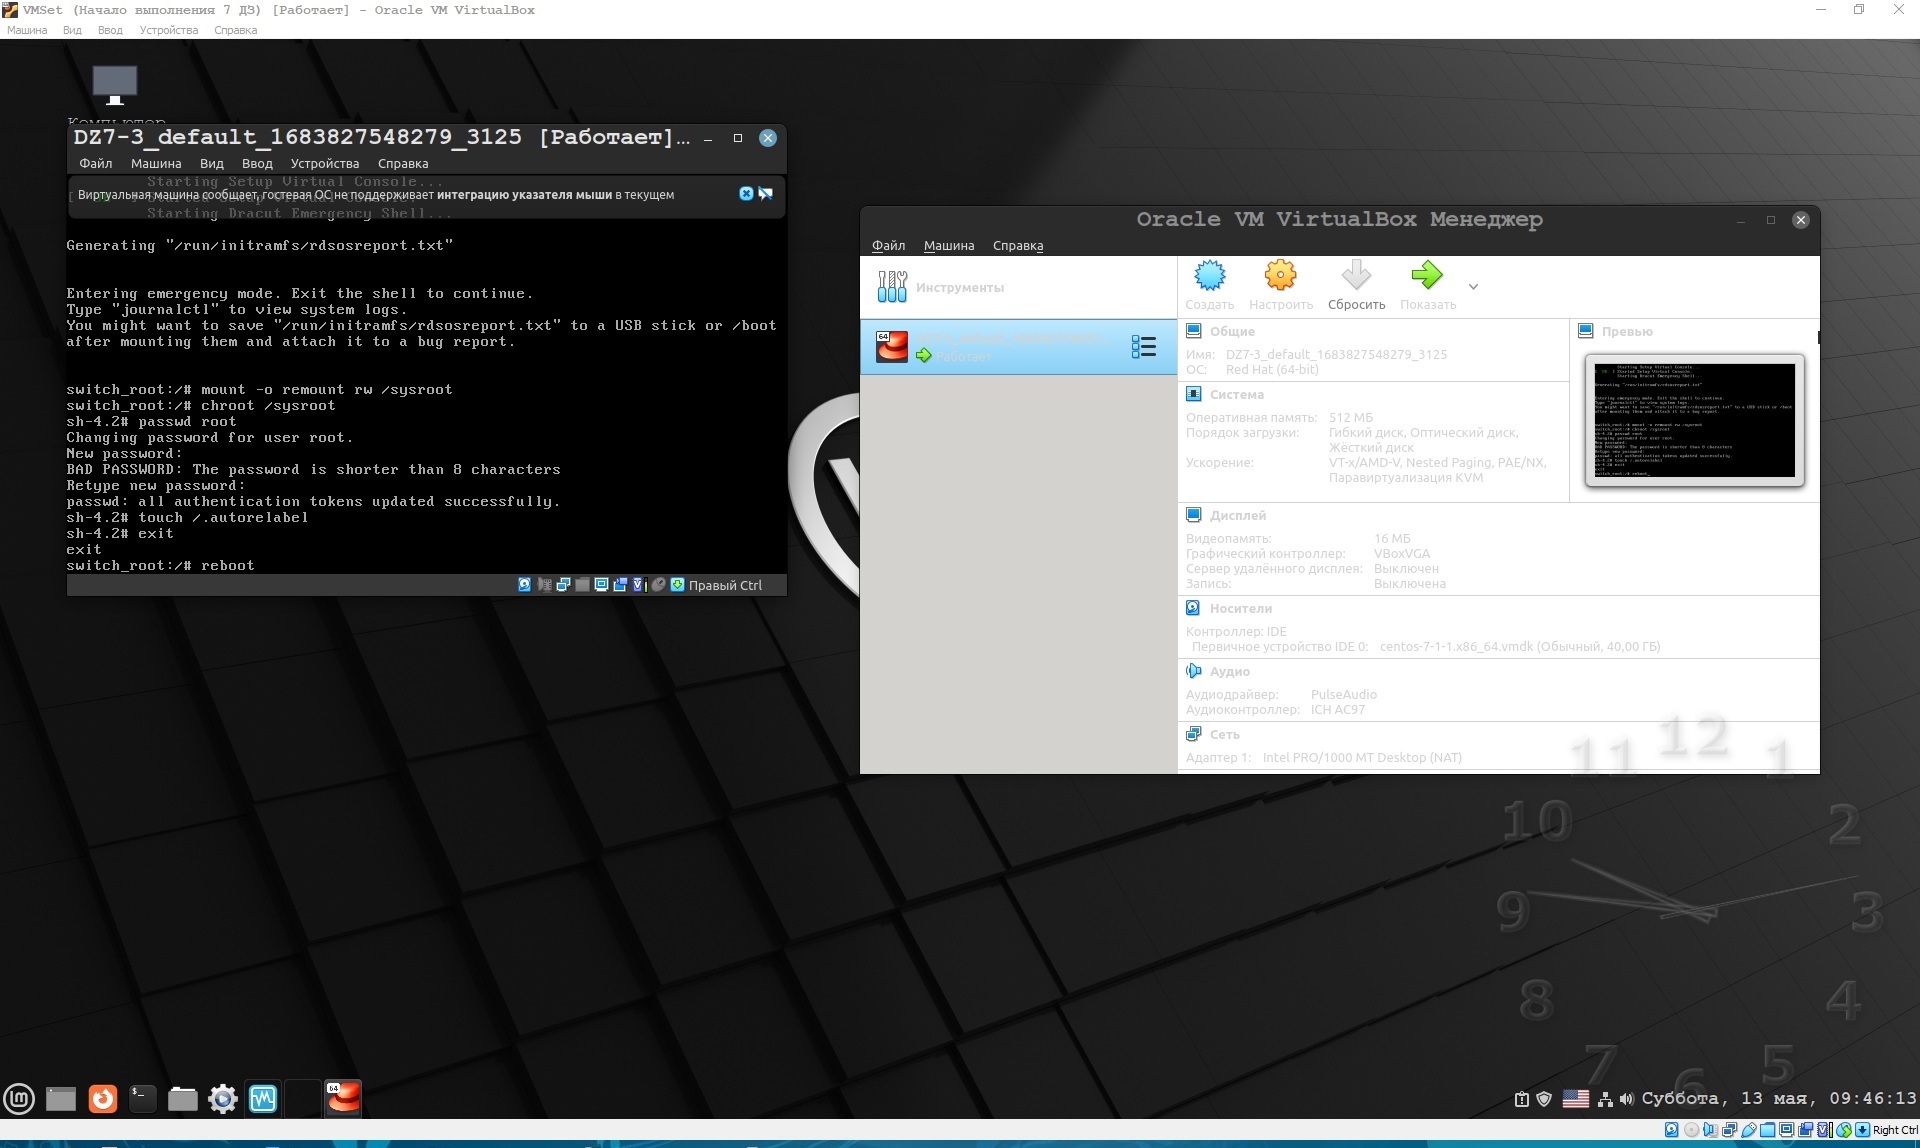 VMSet (Начало выполнения 7 ДЗ) [Работает] - Oracle VM VirtualBox
Машина Вид Ввод Устройства Справка
Компьютер
DZ7-3_default_1683827548279_3125 [Работает]...
Файл Машина Вид Ввод Устройства Справка
Starting Setup Virtual Console...
Виртуальная машина сообщает, гостевая ОС не поддерживает интеграцию указателя мыши в текущем
Starting Dracut Emergency Shell...
Generating "/run/initramfs/rdsosreport.txt"
Entering emergency mode. Exit the shell to continue.
Type "journalctl" to view system logs.
You might want to save "/run/initramfs/rdsosreport.txt" to a USB stick or /boot
after mounting them and attach it to a bug report.
switch_root:/# mount -o remount rw /sysroot
switch_root:/# chroot /sysroot
sh-4.2# passwd root
Changing password for user root.
New password:
BAD PASSWORD: The password is shorter than 8 characters
Retype new password:
passwd: all authentication tokens updated successfully.
sh-4.2# touch /.autorelabel
sh-4.2# exit
exit
switch_root:/# reboot
Правый Ctrl
Oracle VM VirtualBox Менеджер
Файл Машина Справка
Инструменты
Создать Настроить Сбросить Показать
64
Работает
Общие
Имя: DZ7-3_default_1683827548279_3125
ОС: Red Hat (64-bit)
Система
Оперативная память: 512 МБ
Порядок загрузки: Гибкий диск, Оптический диск,
Жёсткий диск
Ускорение: VT-x/AMD-V, Nested Paging, PAE/NX,
Паравиртуализация KVM
Превью
Дисплей
Видеопамять: 16 МБ
Графический контроллер: VBoxVGA
Сервер удалённого дисплея: Выключен
Запись: Выключена
Носители
Контроллер: IDE
Первичное устройство IDE 0: centos-7-1-1.x86_64.vmdk (Обычный, 40,00 ГБ)
Аудио
Аудиодрайвер: PulseAudio
Аудиоконтроллер: ICH AC97
Сеть
Адаптер 1: Intel PRO/1000 MT Desktop (NAT)
11 12 1
10 2
9 3
8 4
7 6 5
64
Суббота, 13 мая, 09:46:13
Right Ctrl